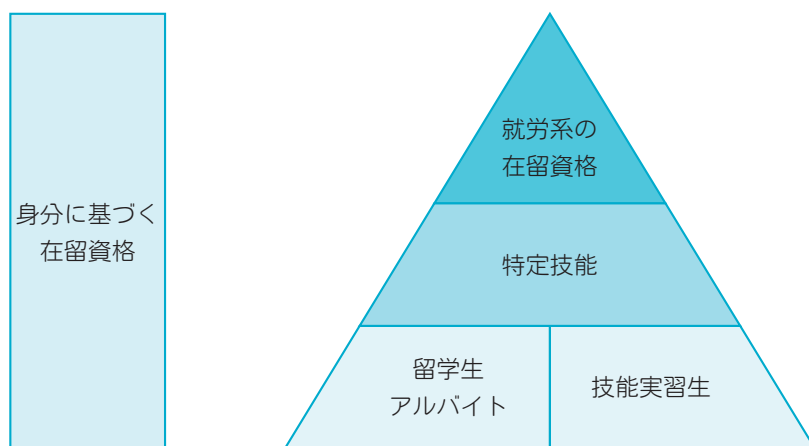 身分に基づく
在留資格
就労系の
在留資格
特定技能
留学生
アルバイト
技能実習生